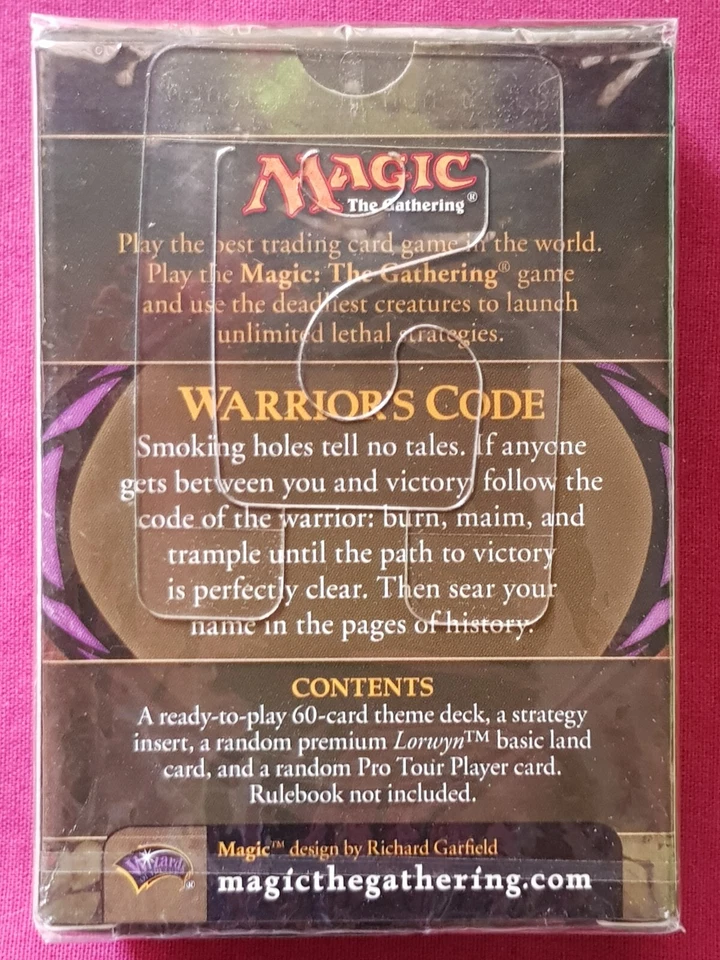 MAGIC
The Gathering®
Play the best trading card game in the world.
Play the Magic: The Gathering® game
and use the deadliest creatures to launch
unlimited lethal strategies.
WARRIOR'S CODE
Smoking holes tell no tales. If anyone
gets between you and victory, follow the
code of the warrior: burn, maim, and
trample until the path to victory
is perfectly clear. Then sear your
name in the pages of history.
CONTENTS
A ready-to-play 60-card theme deck, a strategy
insert, a random premium Lorwyn™ basic land
card, and a random Pro Tour Player card.
Rulebook not included.
Wizards
®
Magic™ design by Richard Garfield
magicthegathering.com